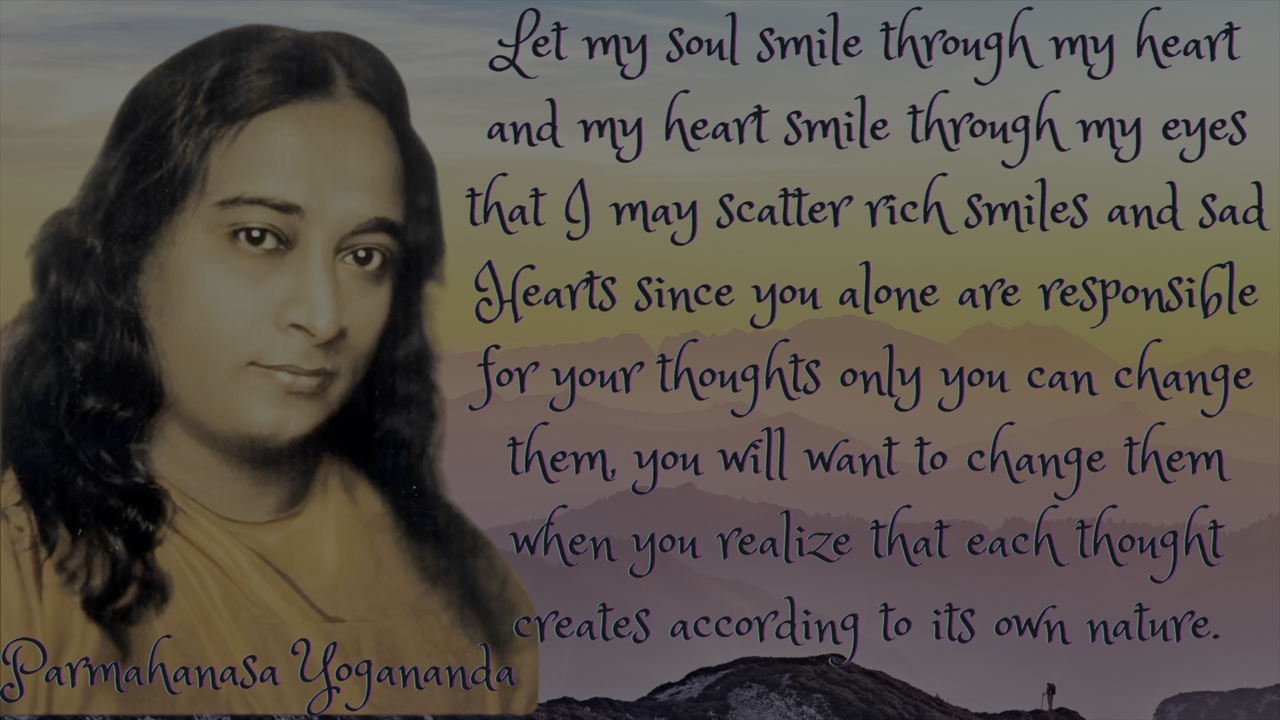 Let my soul smile through my heart
and my heart smile through my eyes
that I may scatter rich smiles and sad
Hearts since you alone are responsible
for your thoughts only you can change
them, you will want to change them
when you realize that each thought
creates according to its own nature.
Parmahanasa Yogananda